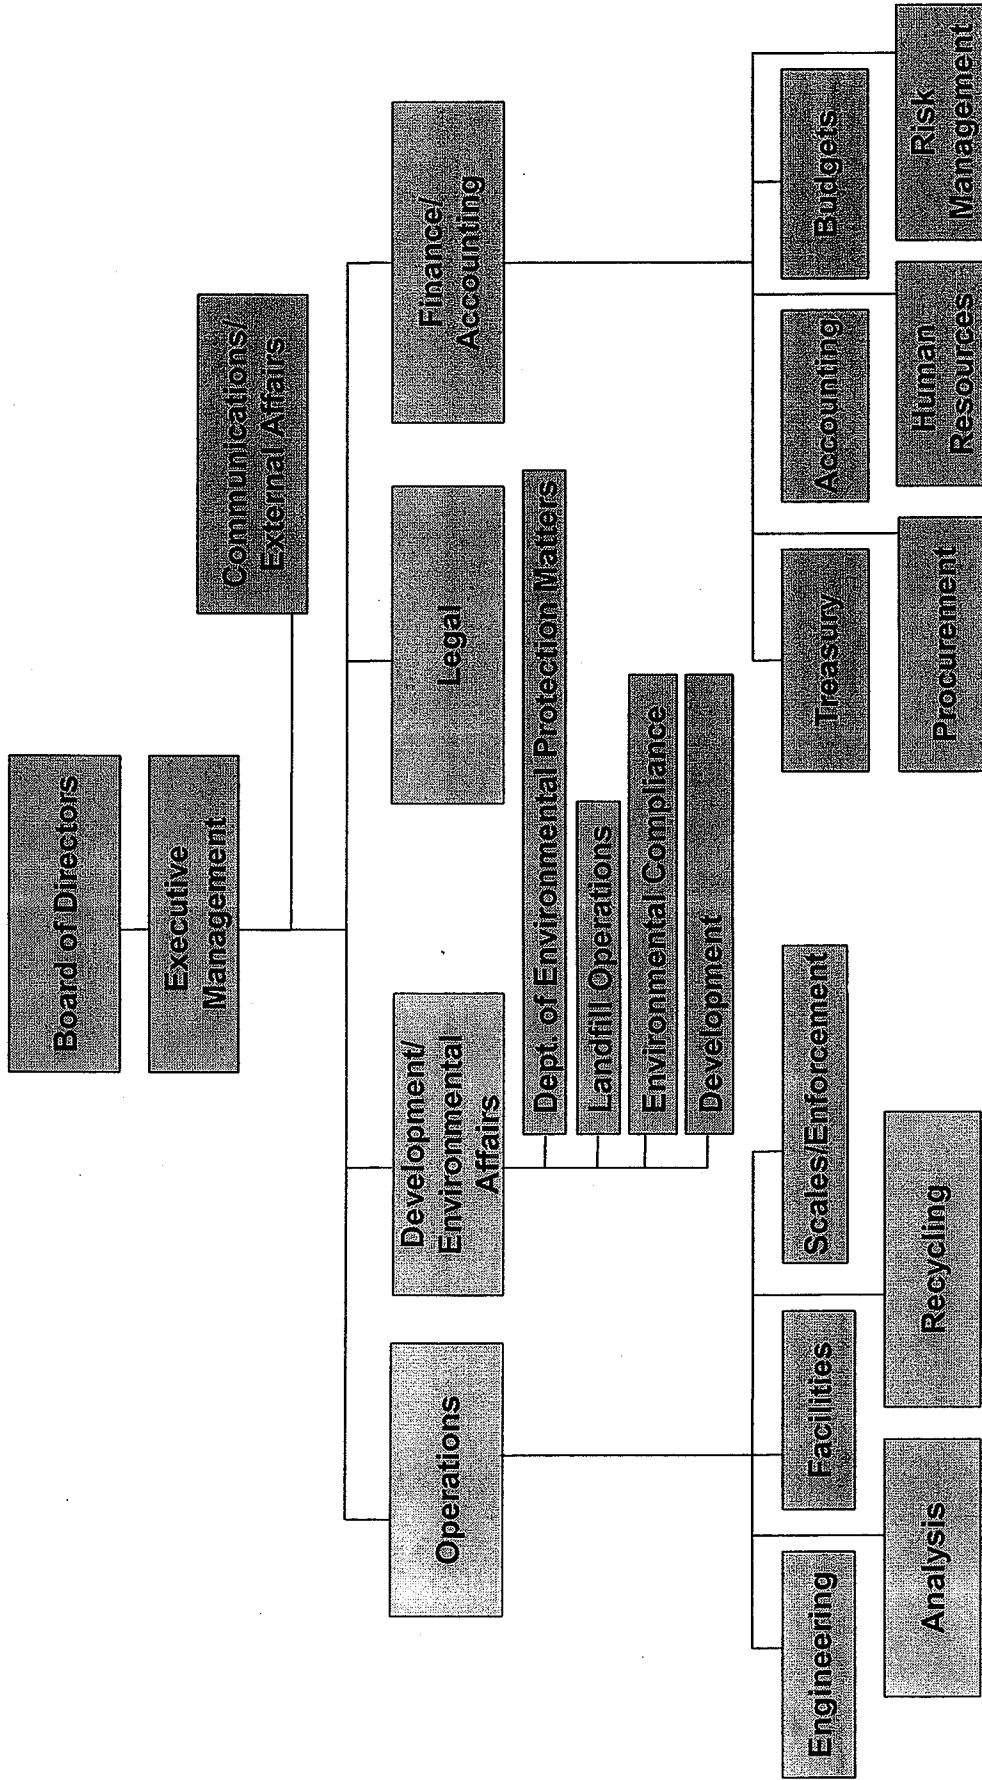 Board of Directors
Executive
Management
Communications/
External Affairs
Operations
Development/
Environmental
Affairs
Legal
Finance/
Accounting
Dept. of Environmental Protection Matters
Landfill Operations
Environmental Compliance
Development
Engineering
Facilities
Scales/Enforcement
Analysis
Recycling
Treasury
Accounting
Budgets
Procurement
Human
Resources
Risk
Management